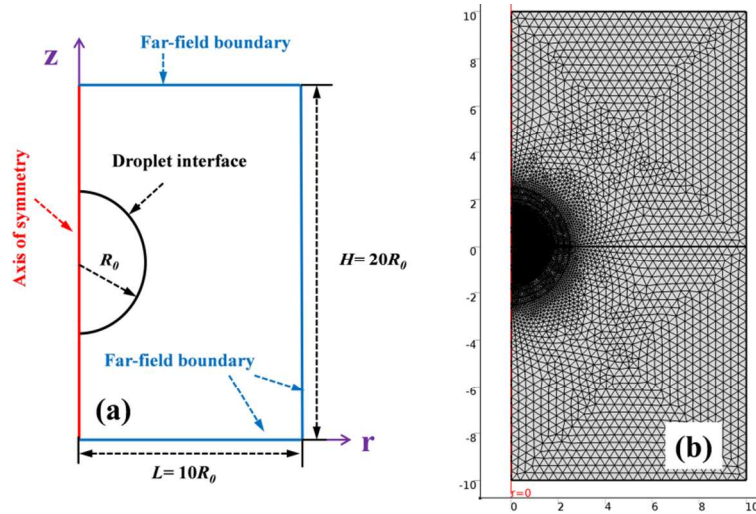 z
Far-field boundary
Axis of symmetry
Droplet interface
R0
H= 20R0
Far-field boundary
(a)
r
L= 10R0
10
8
6
4
2
0
-2
-4
-6
-8
-10
(b)
r=0
0
2
4
6
8
10